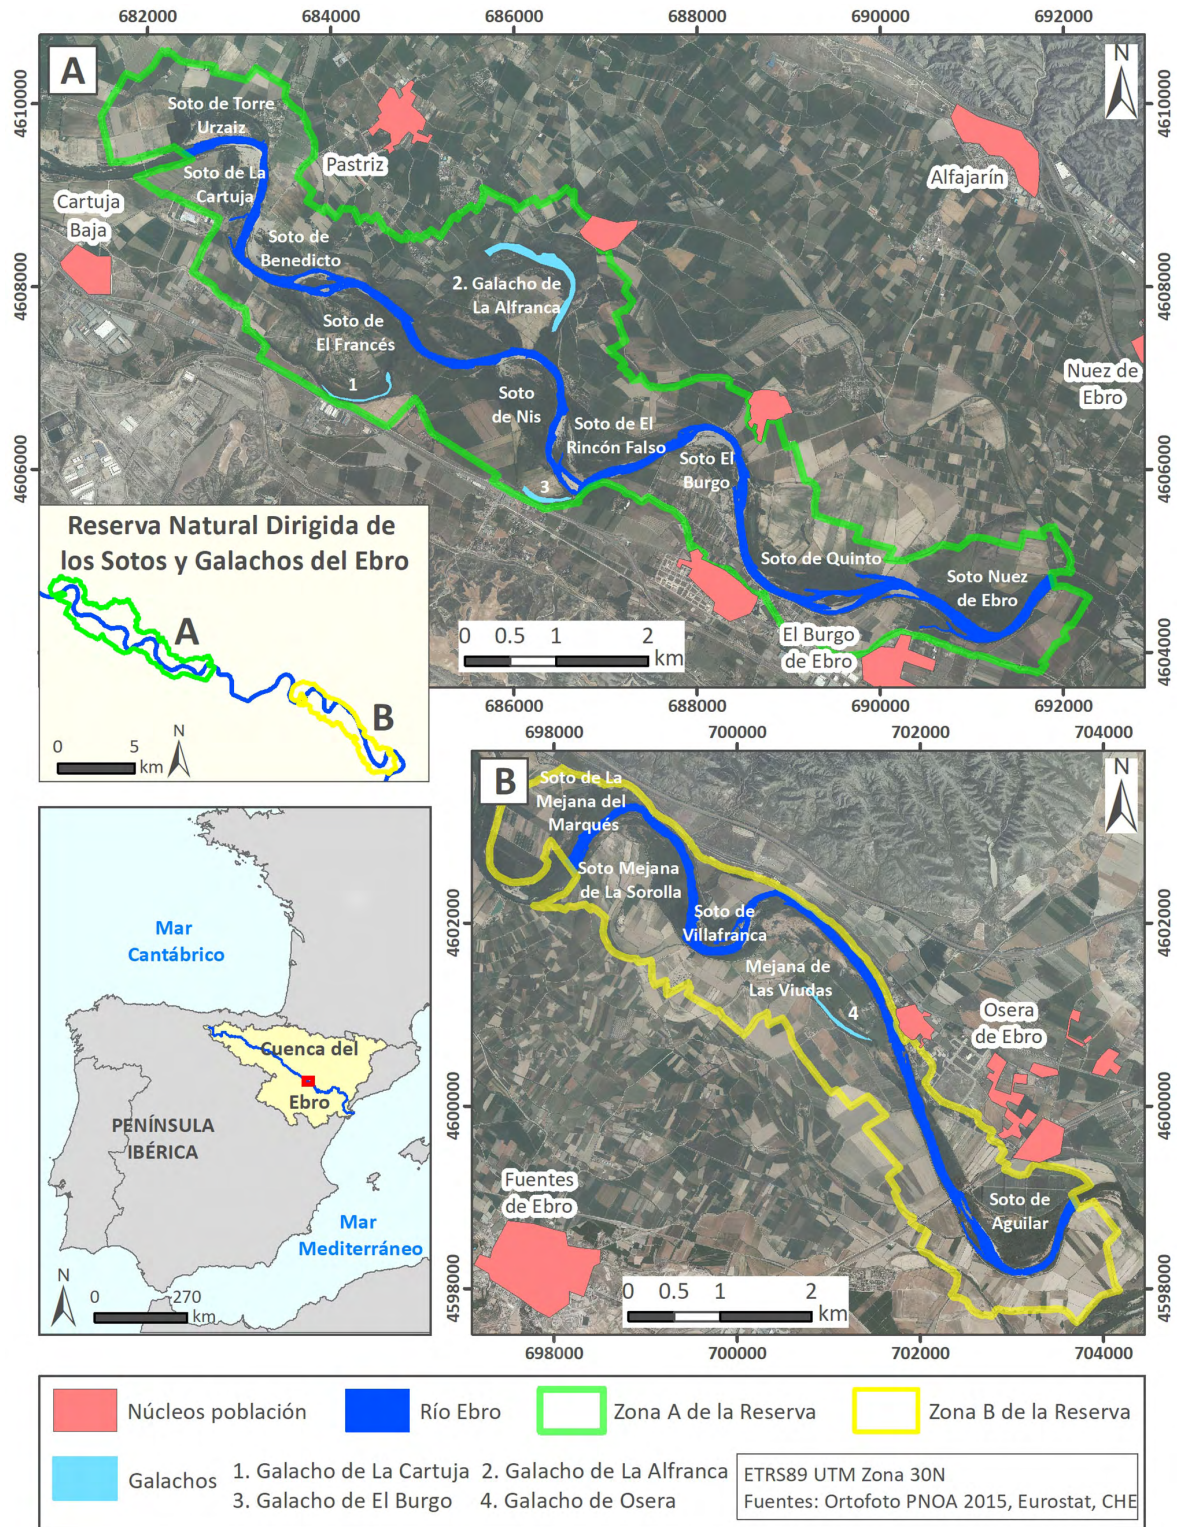 682000 684000 686000 688000 690000 692000
A
N
4610000
4610000
Soto de Torre
Urzaiz
Pastriz
Alfajarín
Soto de La
Cartuja
Cartuja
Baja
Soto de
Benedicto
4608000
4608000
2. Galacho de
La Alfranca
Soto de
El Francés
1
Nuez de
Ebro
Soto
de Nis
Soto de El
Rincón Falso
Soto El
Burgo
4606000
4606000
3
Soto de Quinto
Soto Nuez
de Ebro
El Burgo
de Ebro
0 0.5 1 2
km
4604000
686000 688000 690000 692000
Reserva Natural Dirigida de
los Sotos y Galachos del Ebro
A
B
N
0 5
km
698000 700000 702000 704000
B
N
Soto de La
Mejana del
Marqués
Soto Mejana
de La Sorolla
Soto de
Villafranca
4602000
4602000
Mejana de
Las Viudas
4
Osera
de Ebro
4600000
4600000
Fuentes
de Ebro
Soto de
Aguilar
4598000
4598000
0 0.5 1 2
km
698000 700000 702000 704000
Mar
Cantábrico
Cuenca del
Ebro
PENÍNSULA
IBÉRICA
Mar
Mediterráneo
N
0 270
km
Núcleos población Río Ebro Zona A de la Reserva Zona B de la Reserva
Galachos
1. Galacho de La Cartuja 2. Galacho de La Alfranca
3. Galacho de El Burgo 4. Galacho de Osera
ETRS89 UTM Zona 30N
Fuentes: Ortofoto PNOA 2015, Eurostat, CHE